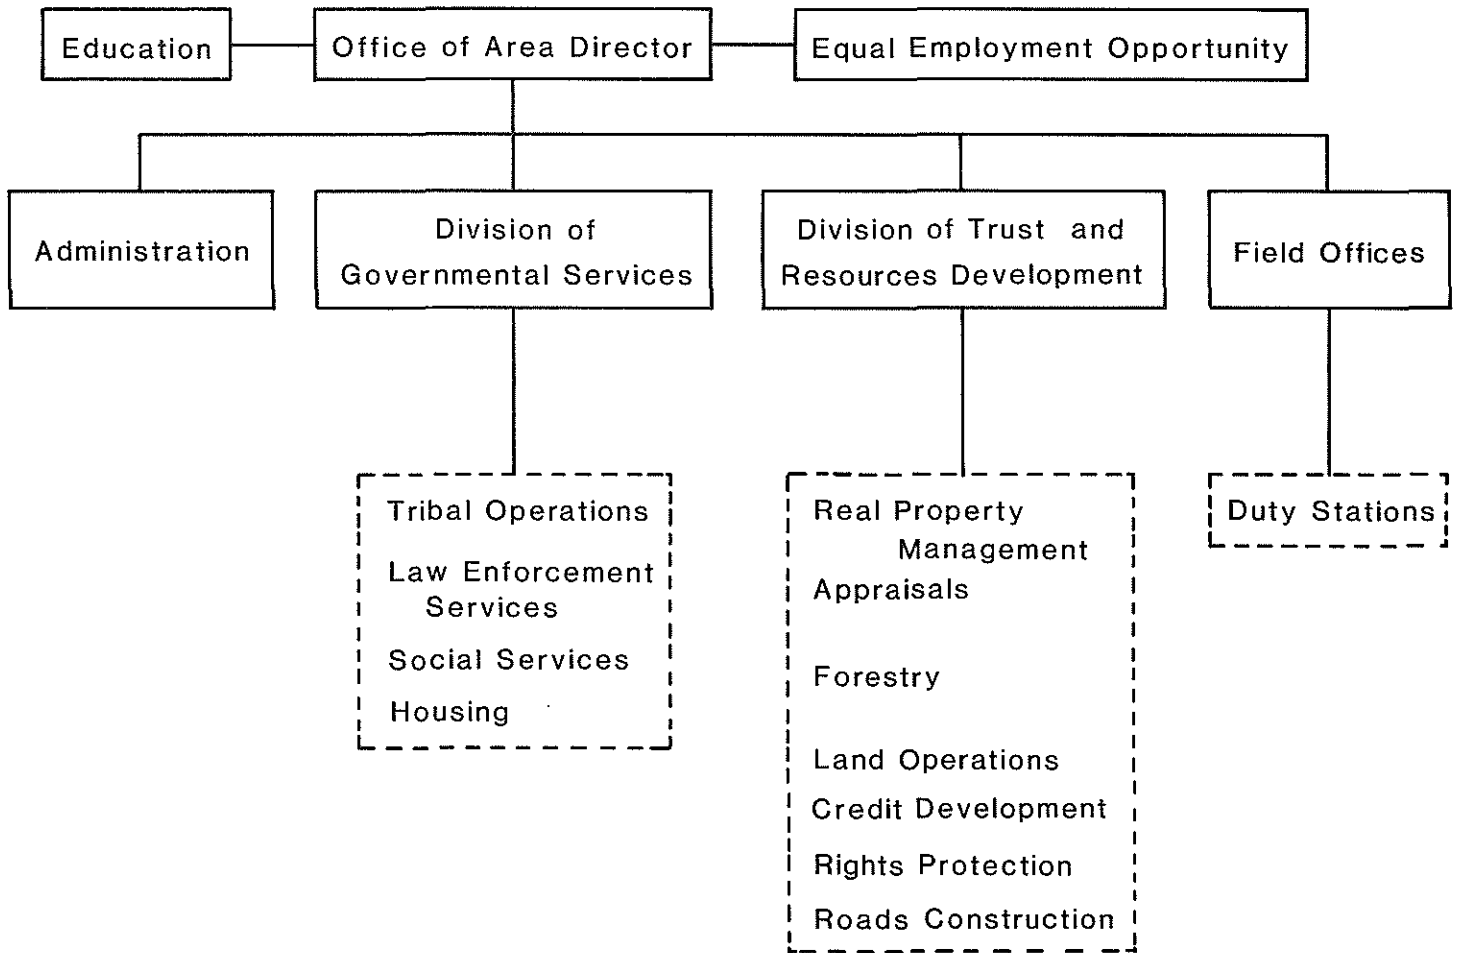 Education
Office of Area Director
Equal Employment Opportunity
Administration
Division of
Governmental Services
Division of Trust and
Resources Development
Field Offices
Tribal Operations
Law Enforcement
Services
Social Services
Housing
Real Property
Management
Appraisals
Forestry
Land Operations
Credit Development
Rights Protection
Roads Construction
Duty Stations